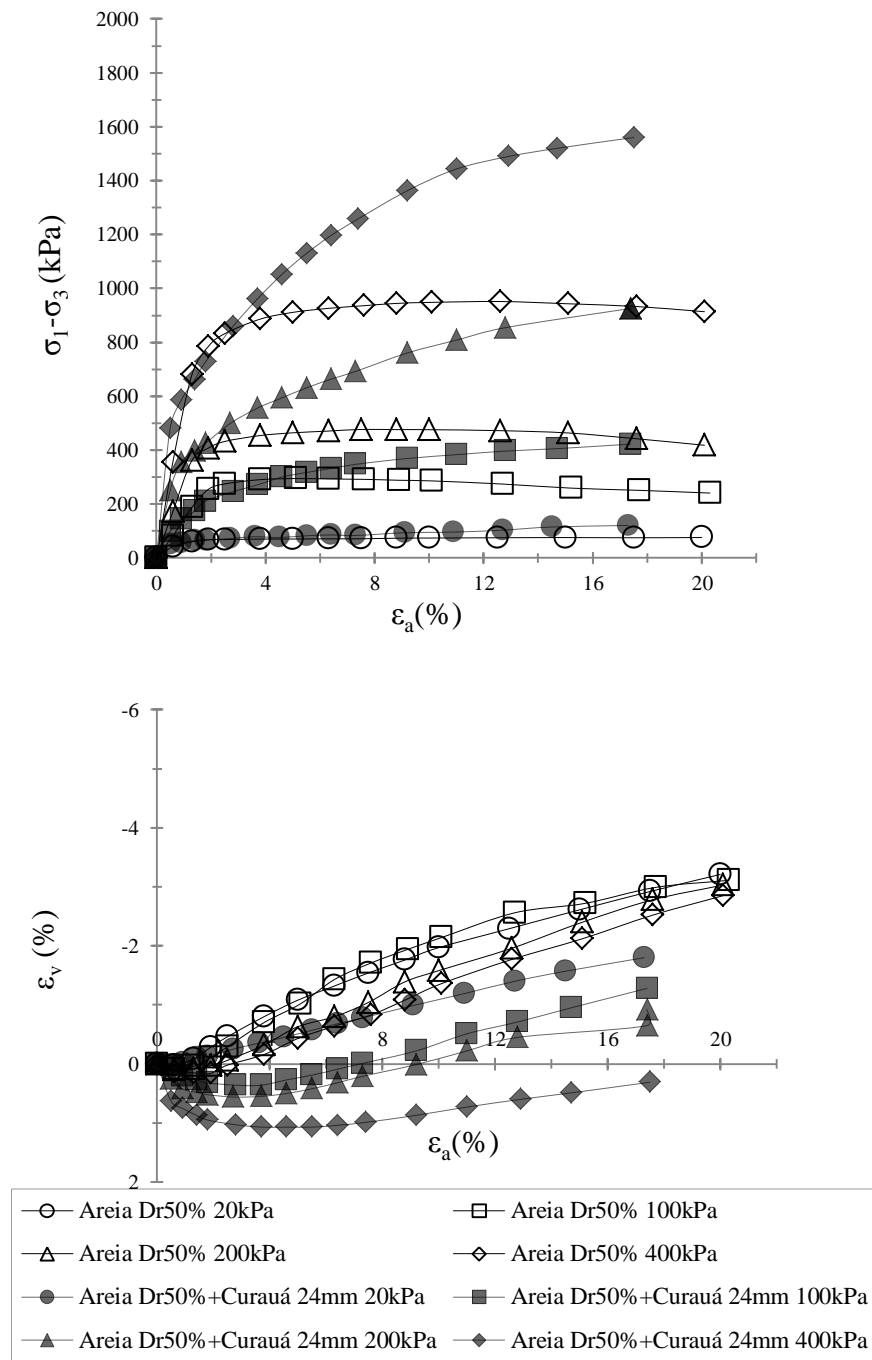 2000
1800
1600
1400
1200
1000
800
600
400
200
0
σ1-σ3 (kPa)
0 4 8 12 16 20
εa(%)
-6
-4
-2
0
2
εv (%)
0 8 12 16 20
εa(%)
Areia Dr50% 20kPa
Areia Dr50% 100kPa
Areia Dr50% 200kPa
Areia Dr50% 400kPa
Areia Dr50%+Curauá 24mm 20kPa
Areia Dr50%+Curauá 24mm 100kPa
Areia Dr50%+Curauá 24mm 200kPa
Areia Dr50%+Curauá 24mm 400kPa